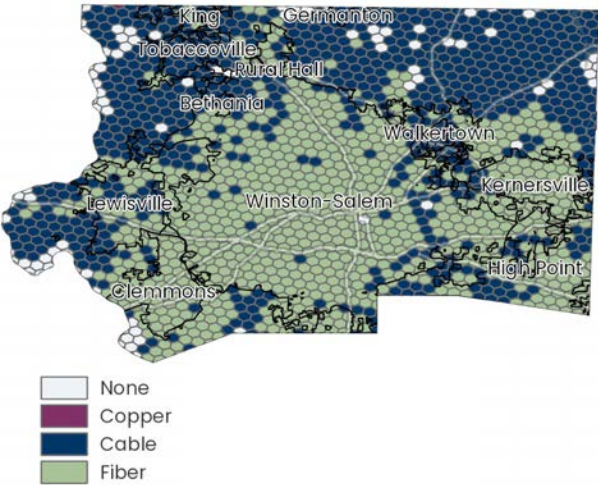 King
Germanton
Tobaccoville
Rural Hall
Bethania
Walkertown
Kernersville
Lewisville
Winston-Salem
High Point
Clemmons
None
Copper
Cable
Fiber